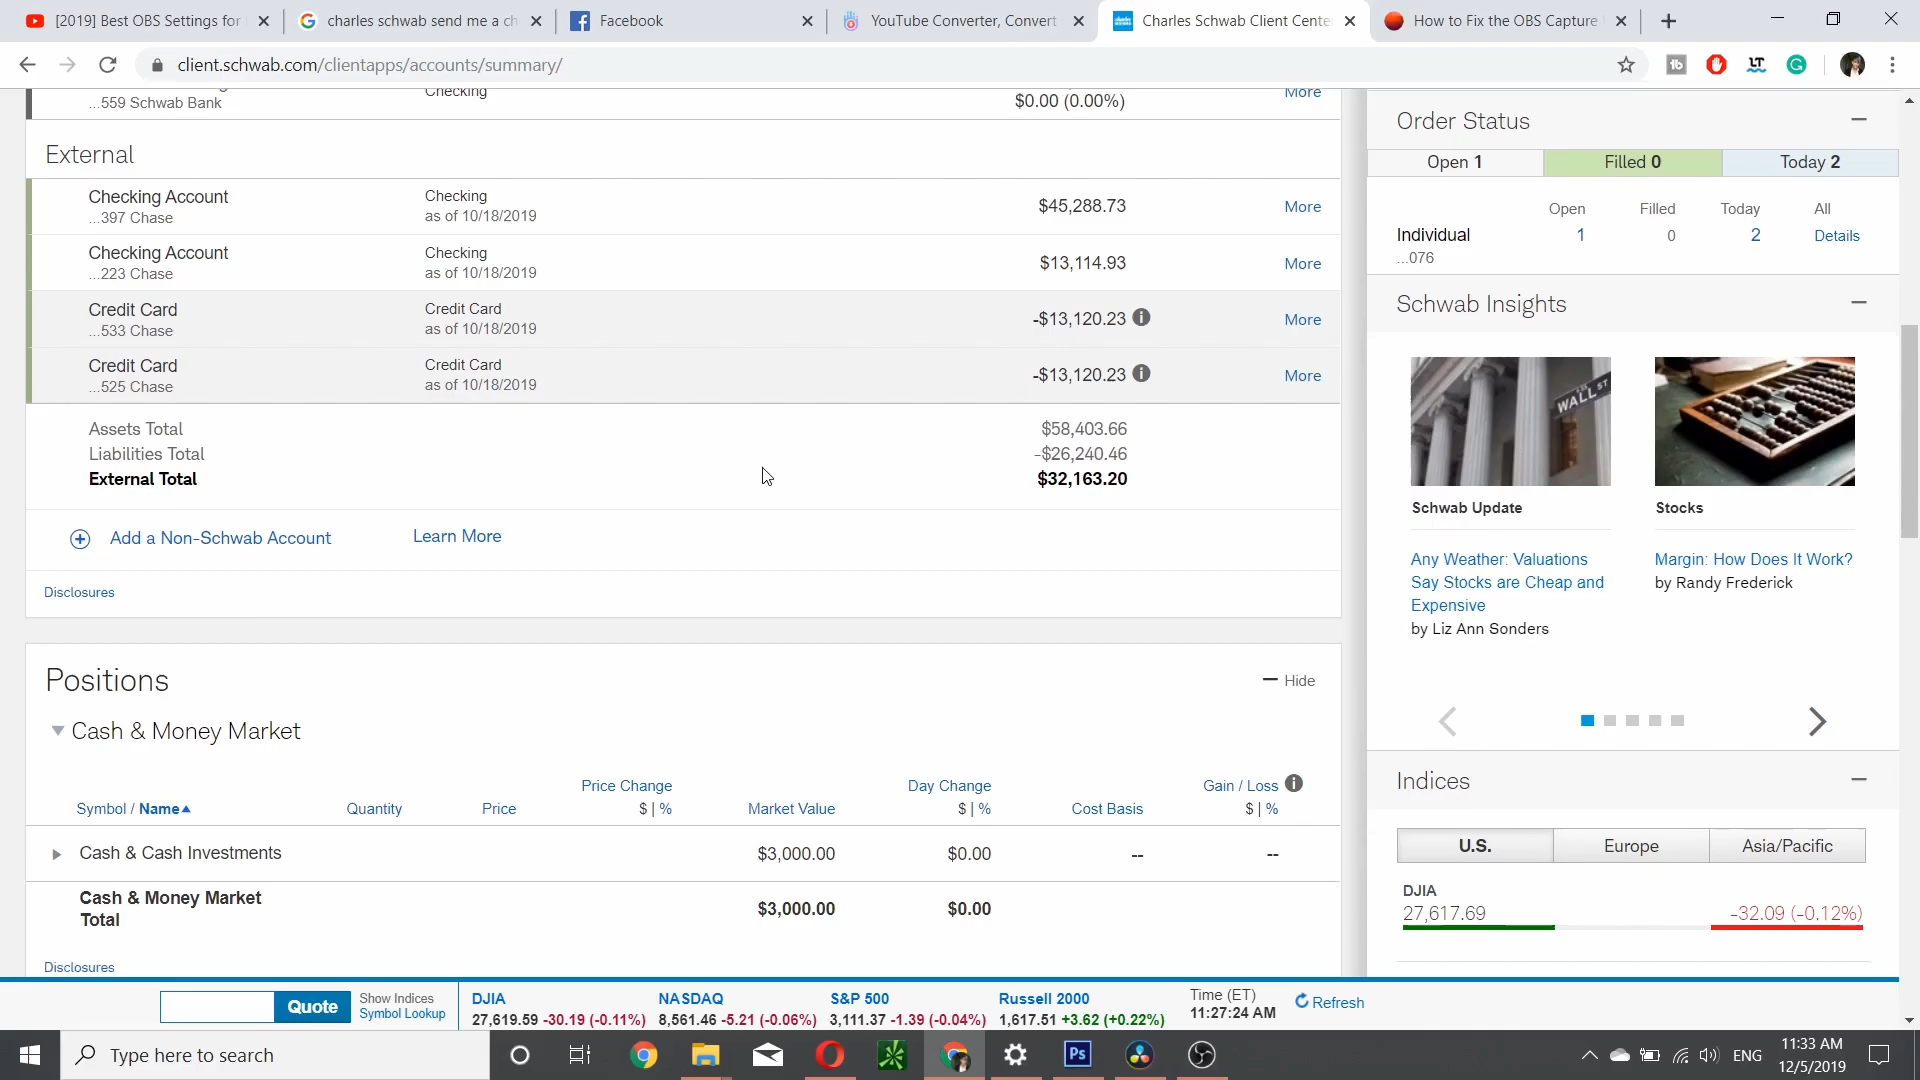 [2019] Best OBS Settings for
charles schwab send me a ch
Facebook
YouTube Converter, Convert
Charles Schwab Client Cente
How to Fix the OBS Capture
client.schwab.com/clientapps/accounts/summary/
...559 Schwab Bank
Checking
$0.00 (0.00%)
More
External
Checking Account
...397 Chase
Checking
as of 10/18/2019
$45,288.73
More
Checking Account
...223 Chase
Checking
as of 10/18/2019
$13,114.93
More
Credit Card
...533 Chase
Credit Card
as of 10/18/2019
-$13,120.23
More
Credit Card
...525 Chase
Credit Card
as of 10/18/2019
-$13,120.23
More
Assets Total $58,403.66
Liabilities Total -$26,240.46
External Total $32,163.20
Add a Non-Schwab Account Learn More
Disclosures
Positions
Hide
Cash & Money Market
Symbol / Name
Quantity
Price
Price Change
$ | %
Market Value
Day Change
$ | %
Cost Basis
Gain / Loss
$ | %
Cash & Cash Investments $3,000.00 $0.00 -- --
Cash & Money Market
Total
$3,000.00 $0.00
Disclosures
Order Status
Open 1 Filled 0 Today 2
Open Filled Today All
Individual 1 0 2 Details
...076
Schwab Insights
WALL ST
Schwab Update
Any Weather: Valuations
Say Stocks are Cheap and
Expensive
by Liz Ann Sonders
Stocks
Margin: How Does It Work?
by Randy Frederick
Indices
U.S. Europe Asia/Pacific
DJIA
27,617.69 -32.09 (-0.12%)
Quote
Show Indices
Symbol Lookup
DJIA
27,619.59 -30.19 (-0.11%)
NASDAQ
8,561.46 -5.21 (-0.06%)
S&P 500
3,111.37 -1.39 (-0.04%)
Russell 2000
1,617.51 +3.62 (+0.22%)
Time (ET)
11:27:24 AM
Refresh
Type here to search
Ps
ENG
11:33 AM
12/5/2019